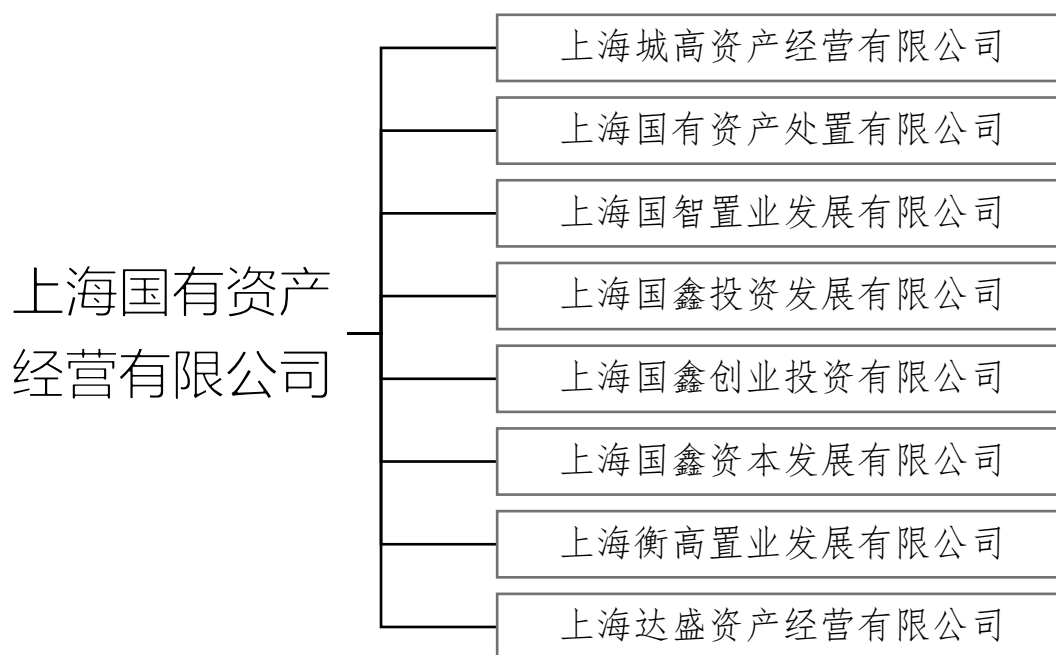 上海国有资产
经营有限公司
上海城高资产经营有限公司
上海国有资产处置有限公司
上海国智置业发展有限公司
上海国鑫投资发展有限公司
上海国鑫创业投资有限公司
上海国鑫资本发展有限公司
上海衡高置业发展有限公司
上海达盛资产经营有限公司